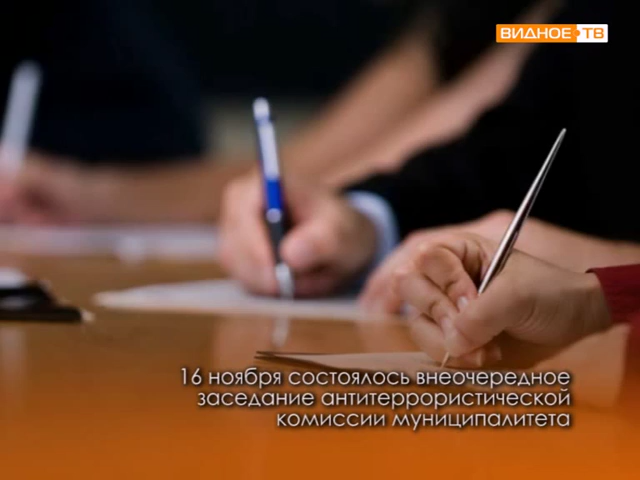 ВИДНОЕ ТВ
16 ноября состоялось внеочередное
заседание антитеррористической
комиссии муниципалитета